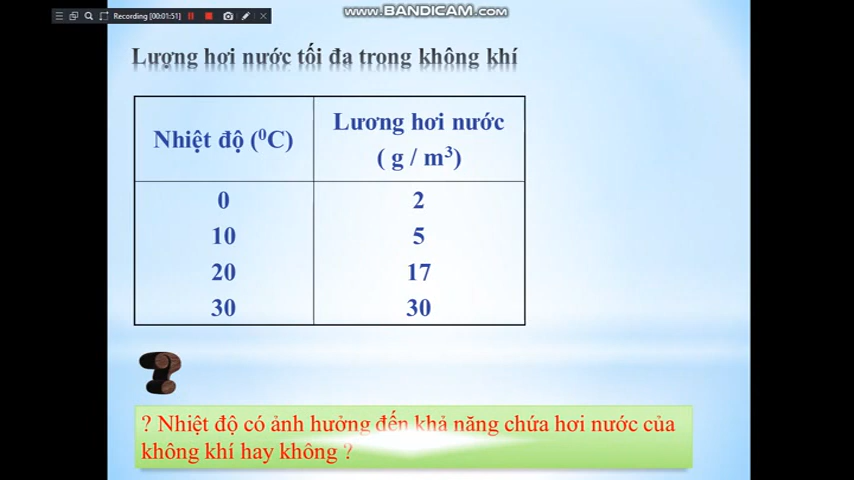 www.BANDICAM.com
Recording [00:01:51]
Lượng hơi nước tối đa trong không khí
Nhiệt độ (⁰C)
Lương hơi nước
( g / m³)
0 2
10 5
20 17
30 30
? Nhiệt độ có ảnh hưởng đến khả năng chứa hơi nước của
không khí hay không ?